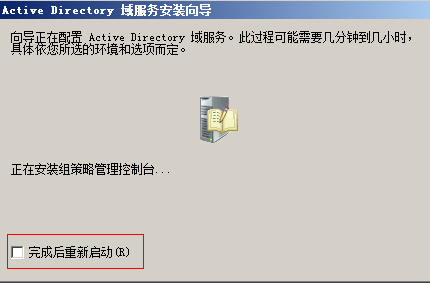 Active Directory 域服务安装向导
向导正在配置 Active Directory 域服务。此过程可能需要几分钟到几小时，
具体依您所选的环境和选项而定。
正在安装组策略管理控制台...
完成后重新启动(R)